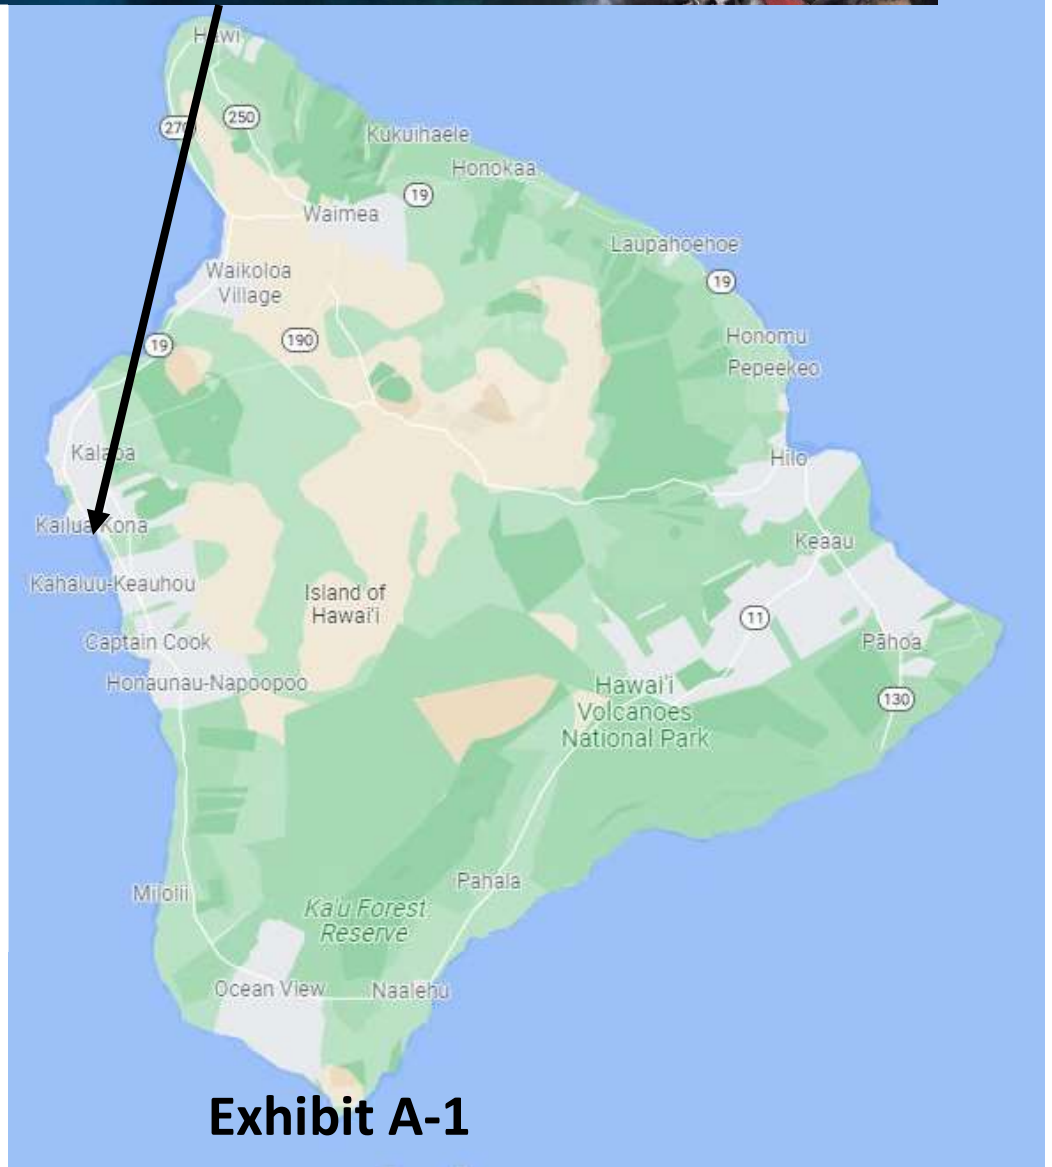 Hawi
270
250
Kukuihaele
Honokaa
19
Waimea
Laupahoehoe
Waikoloa
Village
19
Honomu
190
19
Pepeekeo
Kalaoa
Hilo
Kailua-Kona
Keaau
Kahaluu-Keauhou
Island of
Hawai'i
11
Captain Cook
Pāhoa
Honaunau-Napoopoo
Hawai'i
Volcanoes
National Park
130
Pahala
Milolii
Ka'u Forest
Reserve
Ocean View
Naalehu
Exhibit A-1